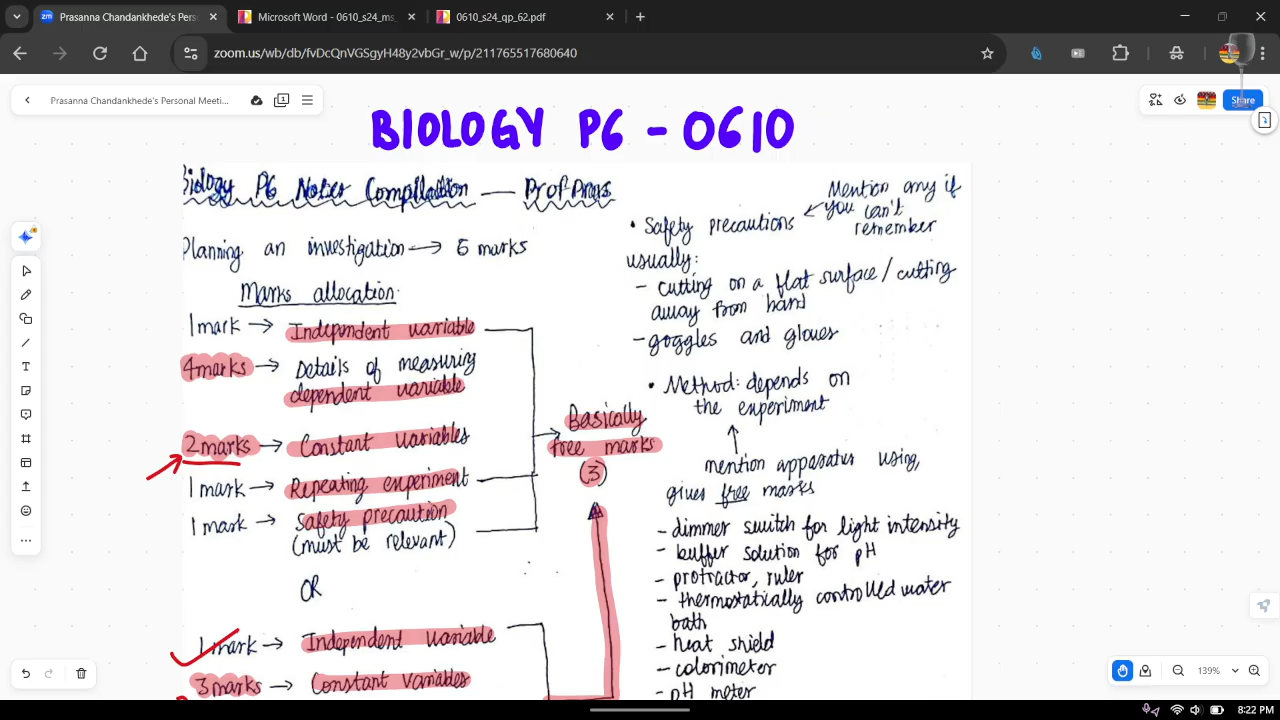 Prasanna Chandankhede's Pers
Microsoft Word - 0610_s24_ms_
0610_s24_qp_62.pdf
zoom.us/wb/db/fvDcQnVGSgyH48y2vbGr_w/p/211765517680640
Prasanna Chandankhede's Personal Meeti...
Share
BIOLOGY P6 - 0610
Biology P6 Notes Compilation — Prof Pras
Planning an investigation → 6 marks
Marks allocation
1 mark → Independent variable
4marks → Details of measuring
dependent variable
2marks → Constant variables
1 mark → Repeating experiment
1 mark → Safety precaution
(must be relevant)
OR
1 mark → Independent variable
3 marks → Constant variables
Basically
free marks
(3)
Mention any if
you can't
remember
• Safety precautions
usually:
- cutting on a flat surface/cutting
away from hand
- goggles and gloves
• Method: depends on
the experiment
mention apparatus using,
gives free marks
- dimmer switch for light intensity
- buffer solution for pH
- protractor, ruler
- thermostatically controlled water
bath
- heat shield
- colorimeter
- pH meter
139%
8:22 PM